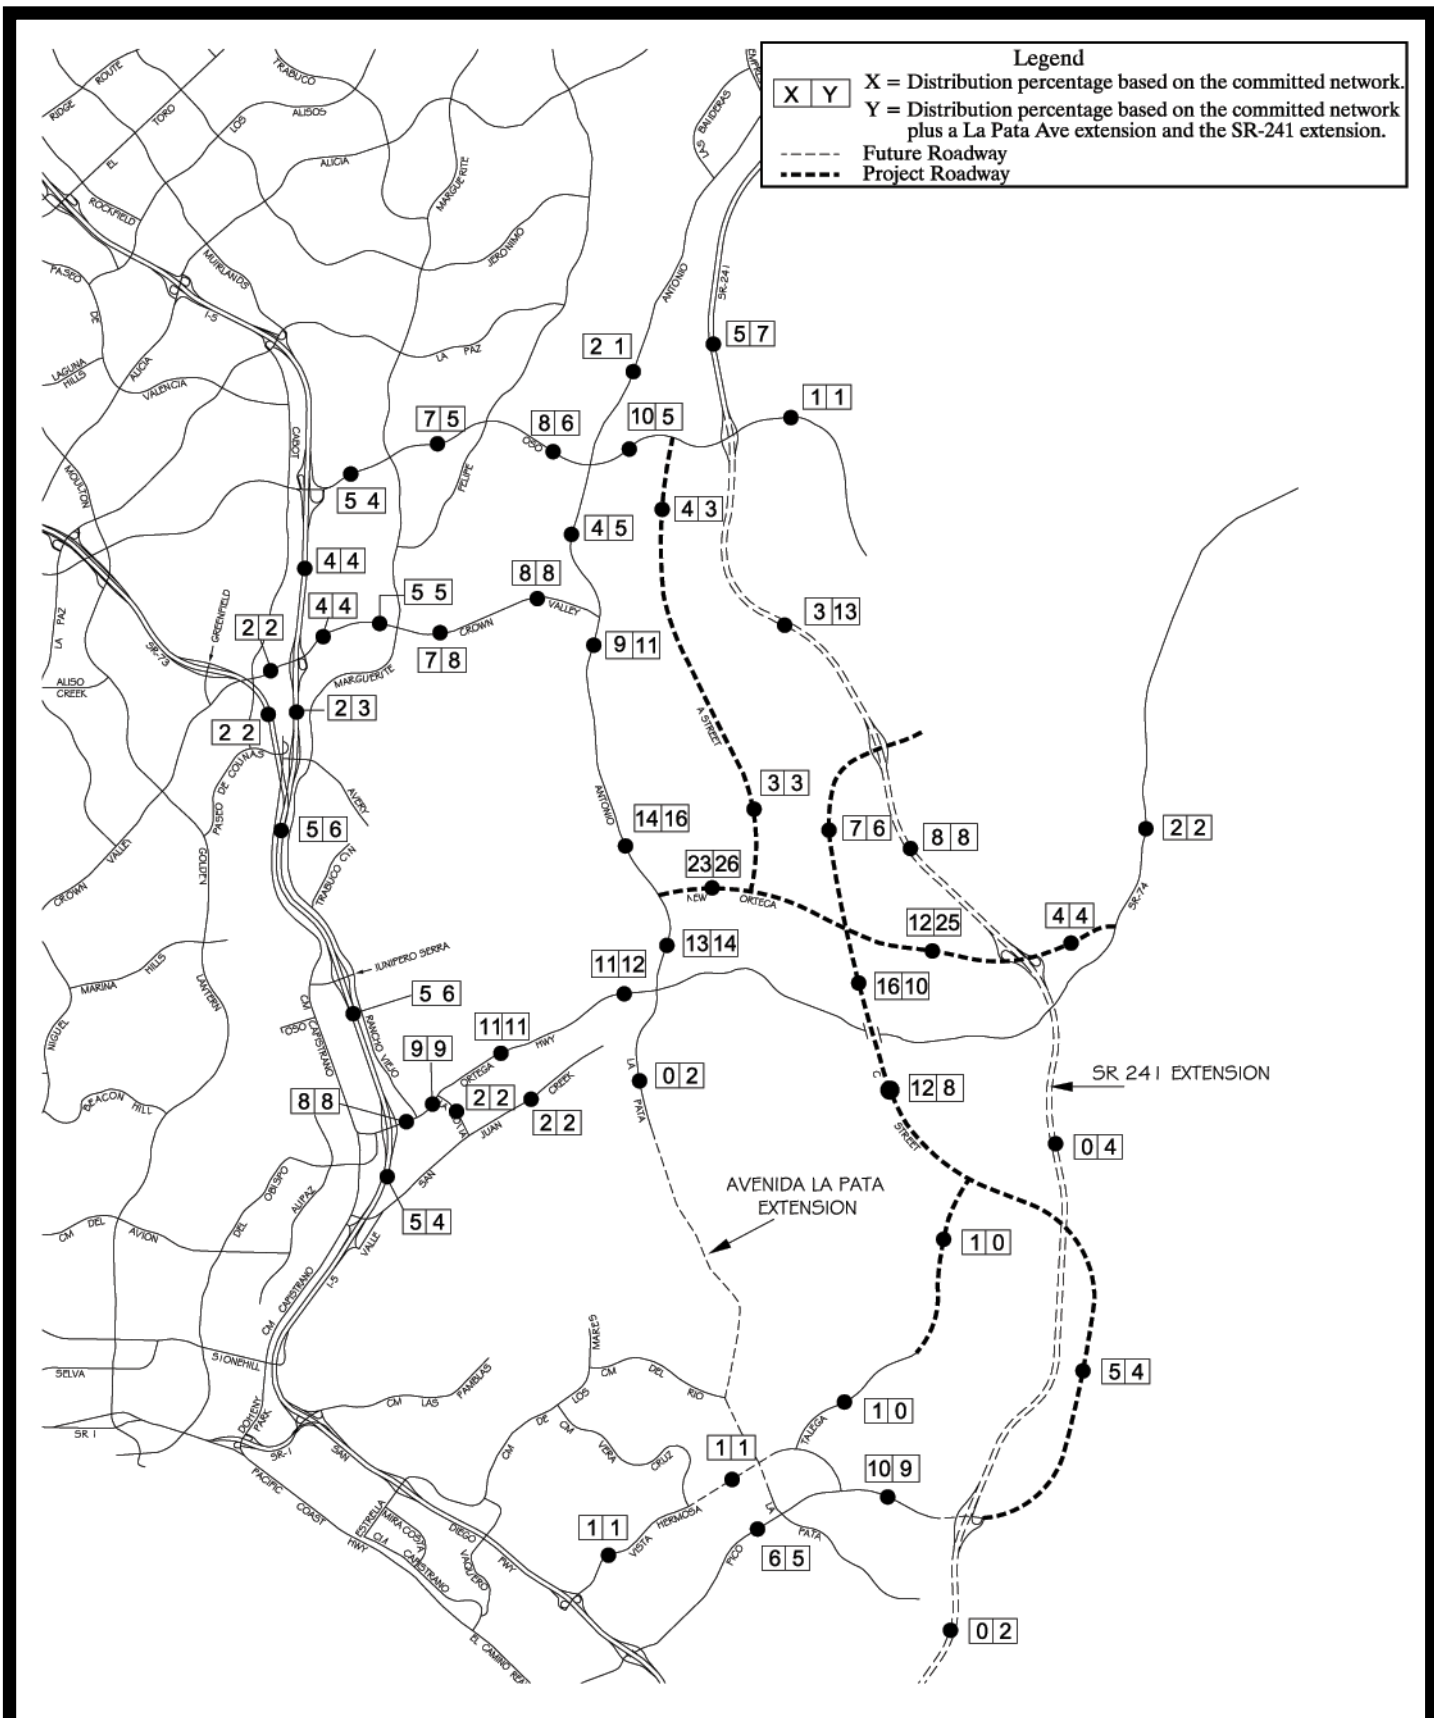 Legend
X Y
X = Distribution percentage based on the committed network.
Y = Distribution percentage based on the committed network
plus a La Pata Ave extension and the SR-241 extension.
Future Roadway
Project Roadway
RIDGE ROUTE
TRABUCO
EL TORO
LOS ALISOS
ALICIA
MARGUERITE
LAS BANDERAS
ROCKFIELD
MUIRLANDS
JERONIMO
ANTONIO
SR-241
PASEO DE
I-5
VALENCIA
LAGUNA
HILLS
ALICIA
LA PAZ
5 7
2 1
1 1
7 5
8 6
10 5
OSO
CABOT
FELIPE
MOULTON
5 4
4 3
4 5
4 4
8 8
5 5
4 4
3 13
GREENFIELD
2 2
CROWN VALLEY
7 8
9 11
LA PAZ
SR-73
ALISO
CREEK
MARGUERITE
2 3
2 2
A STREET
PASEO DE COLINAS
AVERY
3 3
ANTONIO
14 16
7 6
8 8
2 2
5 6
CROWN VALLEY
GOLDEN LANTERN
TRABUCO CYN
23 26
NEW ORTEGA
SR-74
12 25
4 4
13 14
JUNIPERO SERRA
11 12
16 10
MARINA HILLS
NIGUEL
5 6
OSO
CM CAPISTRANO
RANCHO VIEJO
11 11
9 9
ORTEGA HWY
LA PATA
0 2
SR 241 EXTENSION
C STREET
12 8
BEACON HILL
8 8
2 2
SAN JUAN CREEK
2 2
0 4
AVENIDA LA PATA
EXTENSION
DEL OBISPO
ALIPAZ
5 4
1 0
CM DEL AVION
VALLE
CM CAPISTRANO
I-5
SELVA
STONEHILL
MARES
CM DEL RIO
5 4
CM LAS PAMBLAS
1 0
TALEGA
SR 1
DOHENY
PARK
SR-1
CM DE LOS
CM VERA CRUZ
1 1
10 9
SAN DIEGO FWY
PACIFIC COAST HWY
ESTRELLA
MIRA COSTA
CM CAPISTRANO
VAQUERO
1 1
VISTA HERMOSA
LA PATA
PICO
6 5
0 2
EL CAMINO REAL